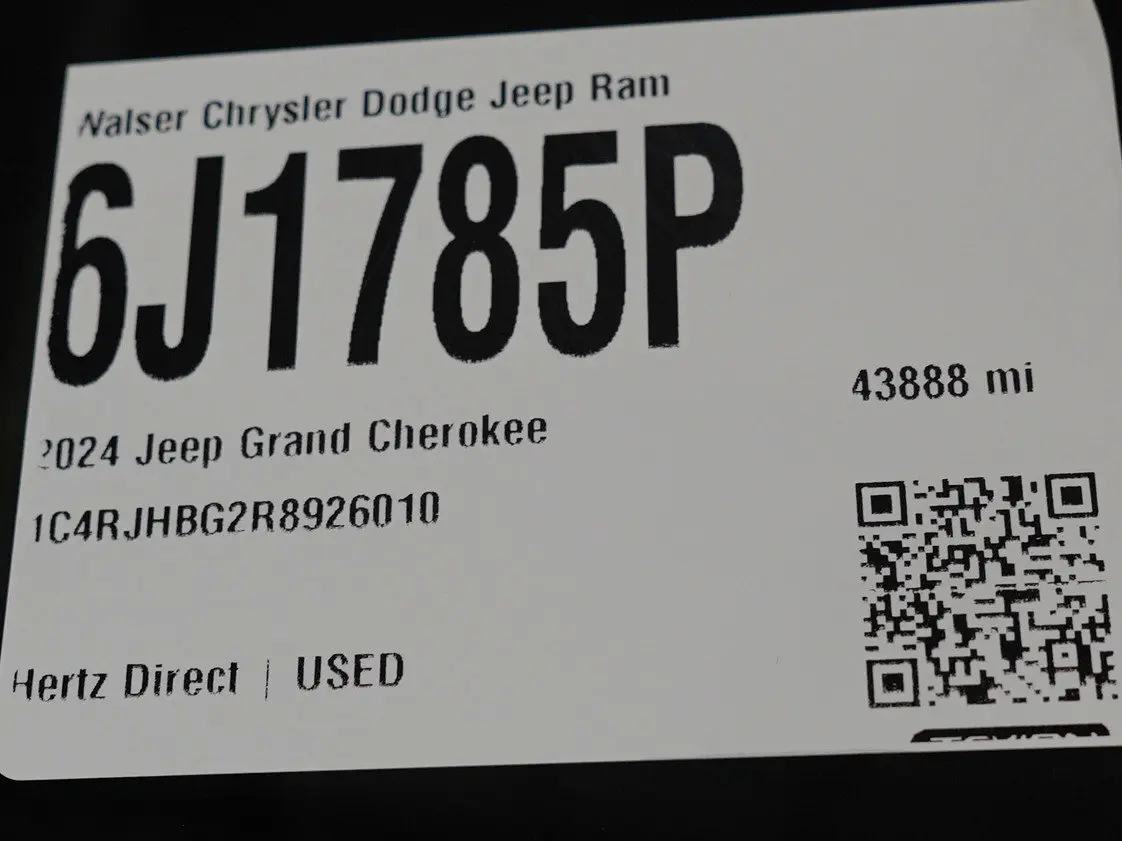 Walser Chrysler Dodge Jeep Ram
6J1785P
43888 mi
2024 Jeep Grand Cherokee
1C4RJHBG2R8926010
Hertz Direct | USED